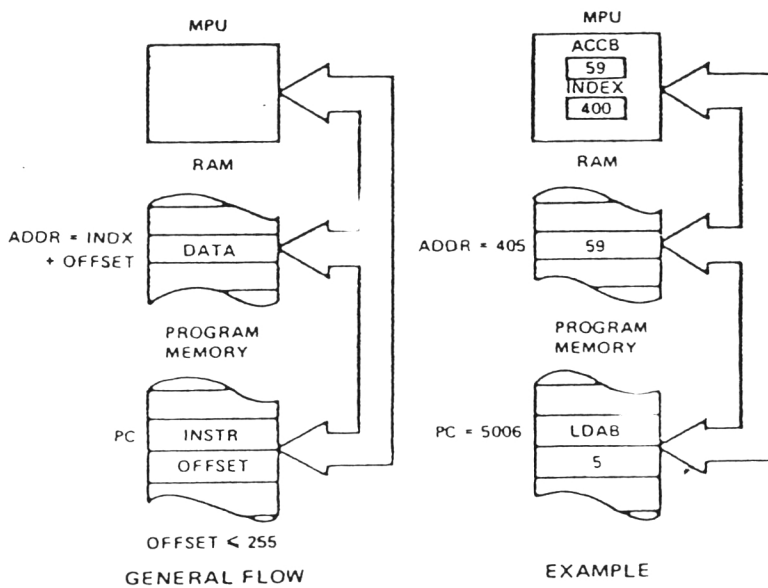 MPU
RAM
ADDR = INDX
+ OFFSET
DATA
PROGRAM
MEMORY
PC
INSTR
OFFSET
OFFSET ≤ 255
GENERAL FLOW
MPU
ACCB
59
INDEX
400
RAM
ADDR = 405
59
PROGRAM
MEMORY
PC = 5006
LDAB
5
EXAMPLE